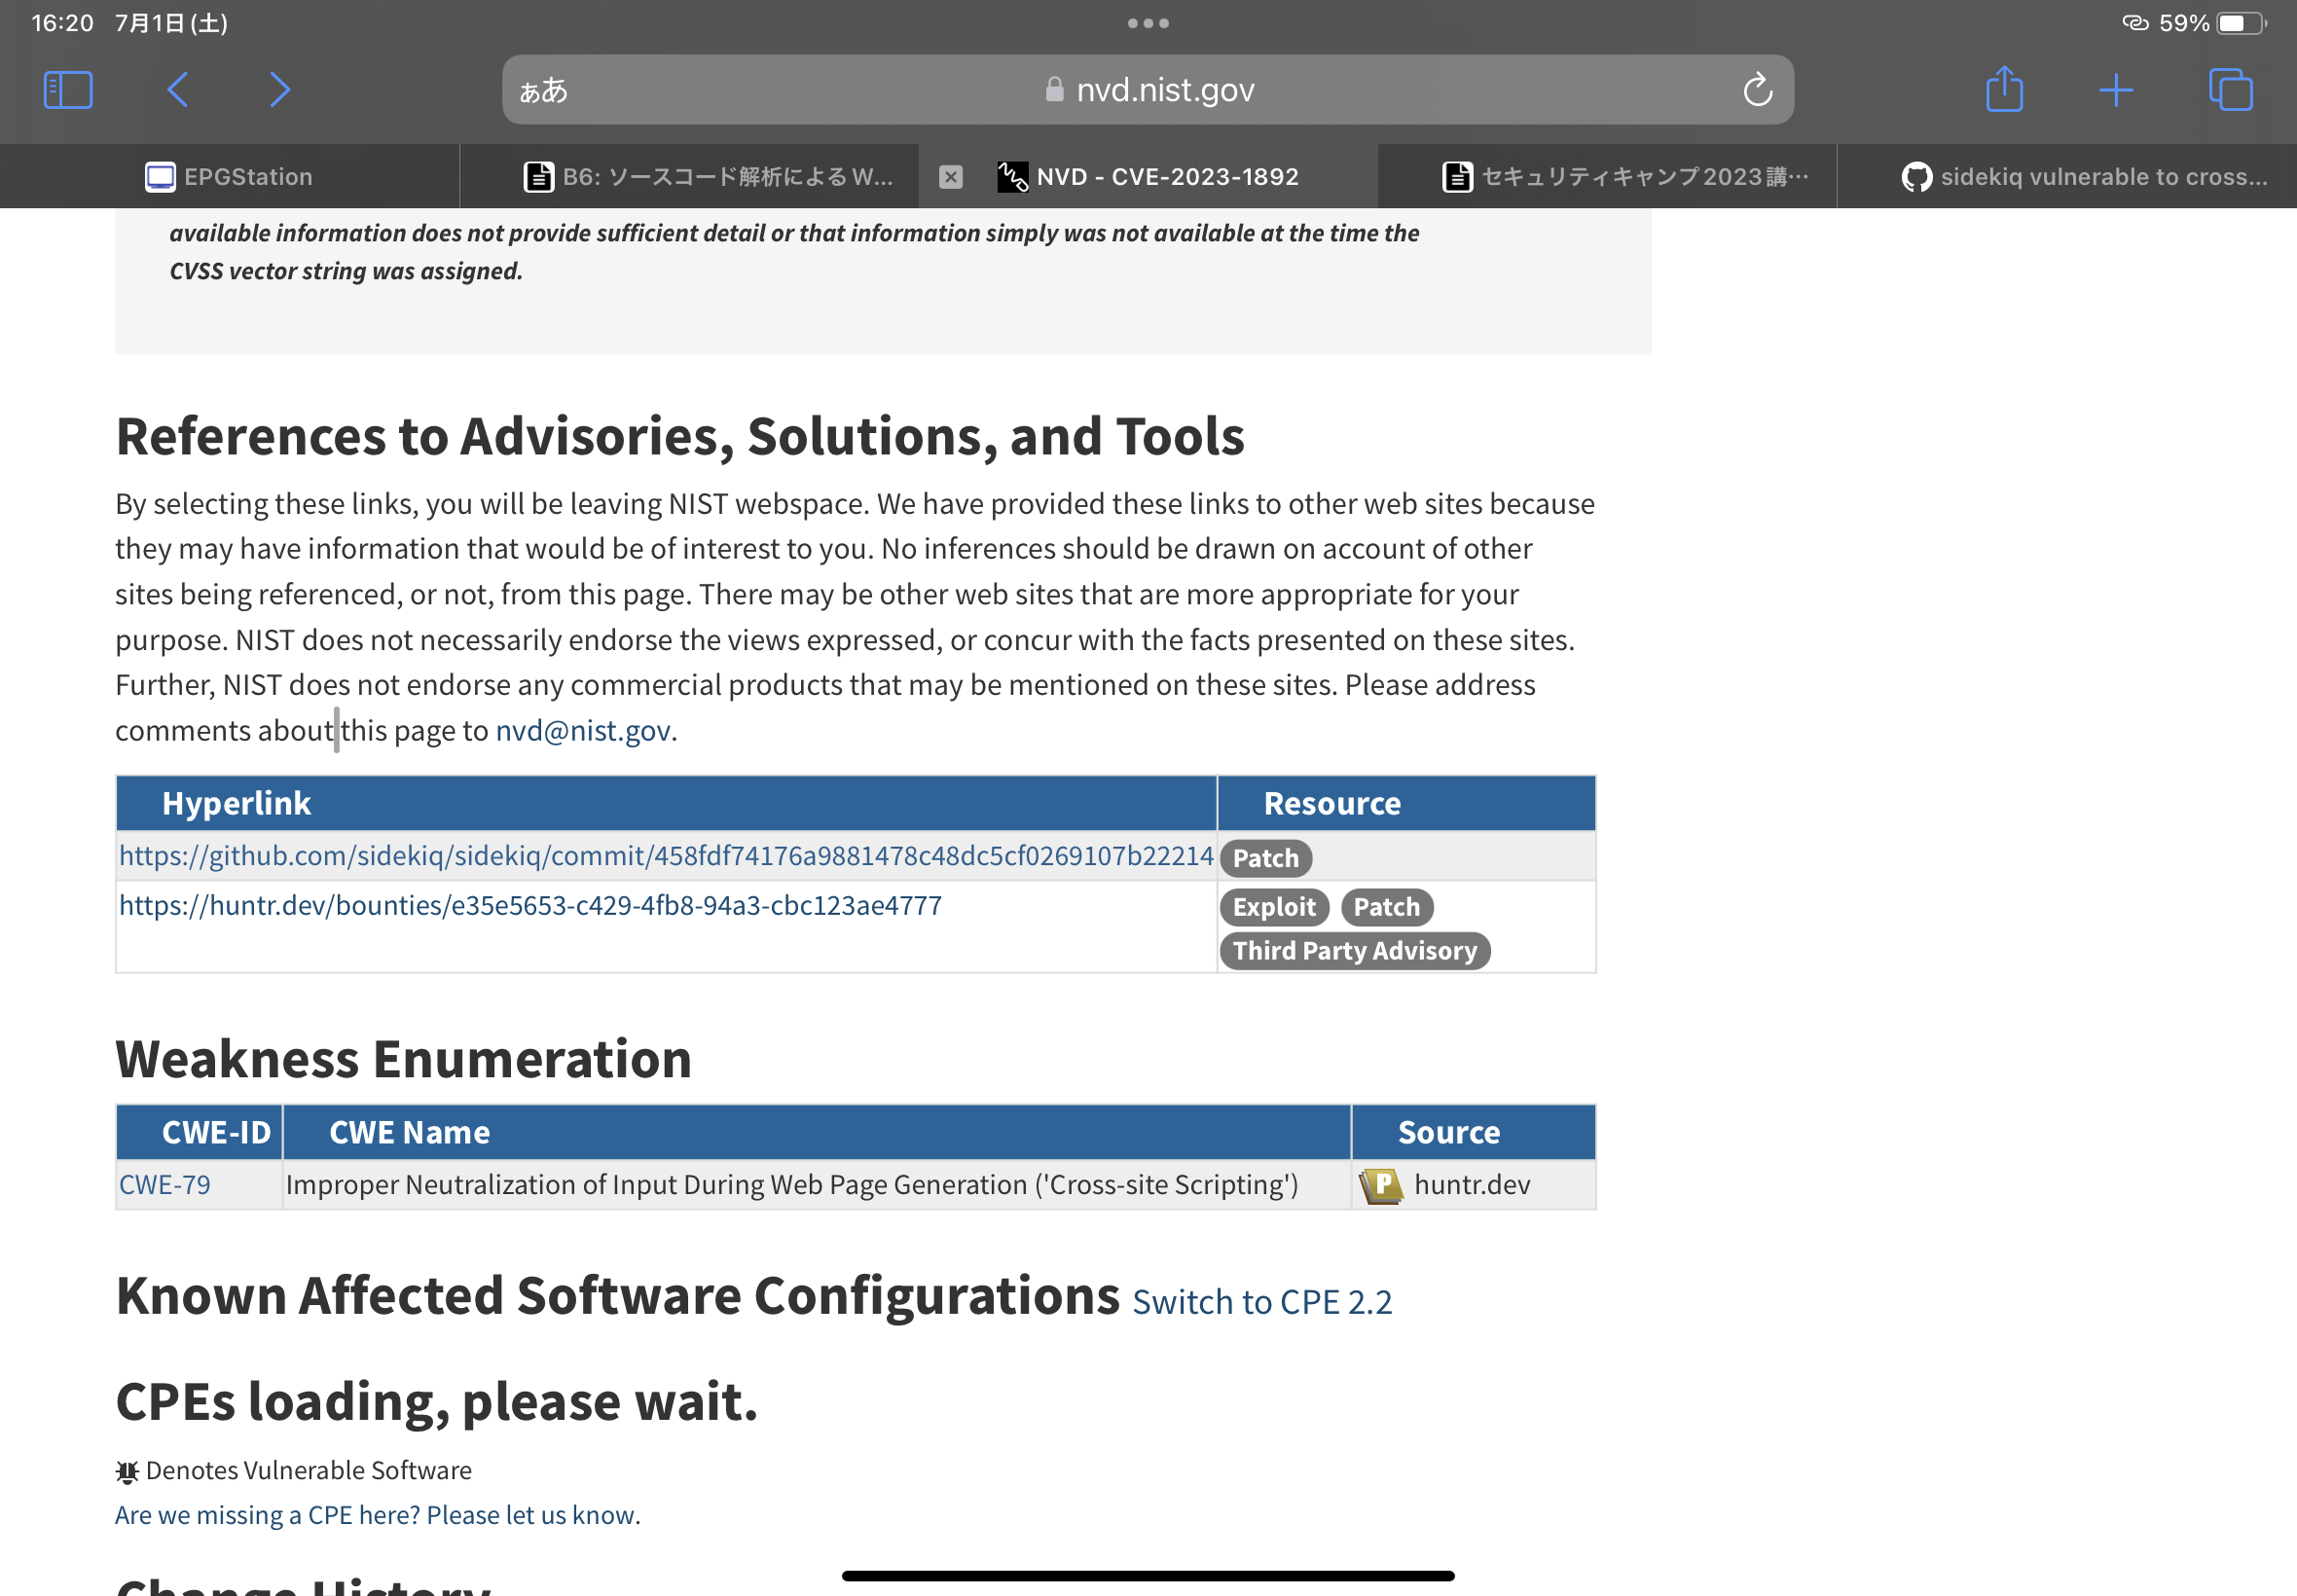 16:20 7月1日(土)
59%
ぁあ
nvd.nist.gov
EPGStation
B6: ソースコード解析によるW...
NVD - CVE-2023-1892
セキュリティキャンプ2023講…
sidekiq vulnerable to cross...
available information does not provide sufficient detail or that information simply was not available at the time the
CVSS vector string was assigned.
References to Advisories, Solutions, and Tools
By selecting these links, you will be leaving NIST webspace. We have provided these links to other web sites because
they may have information that would be of interest to you. No inferences should be drawn on account of other
sites being referenced, or not, from this page. There may be other web sites that are more appropriate for your
purpose. NIST does not necessarily endorse the views expressed, or concur with the facts presented on these sites.
Further, NIST does not endorse any commercial products that may be mentioned on these sites. Please address
comments about this page to nvd@nist.gov.
Hyperlink Resource
https://github.com/sidekiq/sidekiq/commit/458fdf74176a9881478c48dc5cf0269107b22214 Patch
https://huntr.dev/bounties/e35e5653-c429-4fb8-94a3-cbc123ae4777 Exploit Patch
Third Party Advisory
Weakness Enumeration
CWE-ID CWE Name Source
CWE-79 Improper Neutralization of Input During Web Page Generation ('Cross-site Scripting') P huntr.dev
Known Affected Software Configurations Switch to CPE 2.2
CPEs loading, please wait.
Denotes Vulnerable Software
Are we missing a CPE here? Please let us know.
Change History